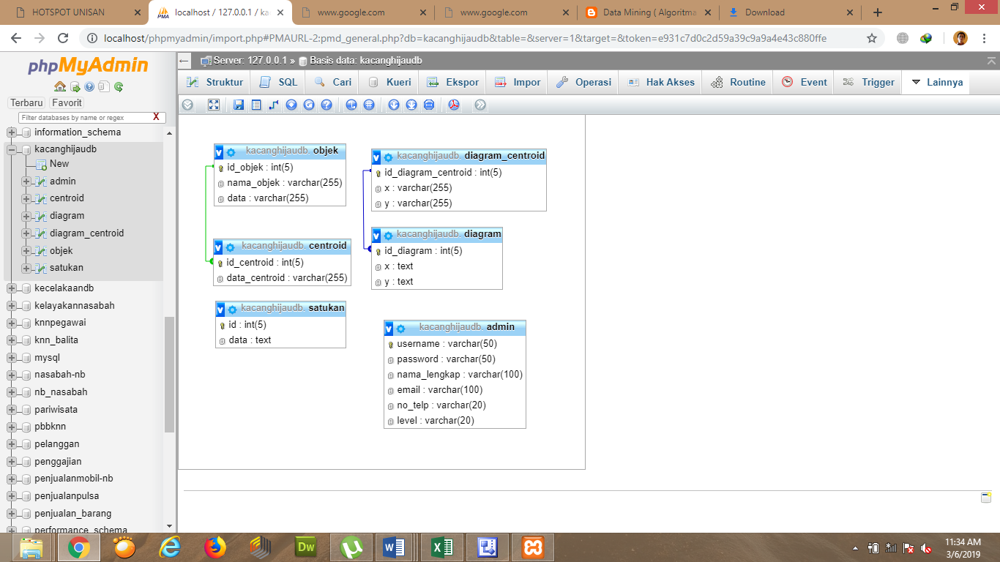 HOTSPOT UNISAN
localhost / 127.0.0.1 / ka
www.google.com
www.google.com
Data Mining ( Algoritma
Download
localhost/phpmyadmin/import.php#PMAURL-2:pmd_general.php?db=kacanghijaudb&table=&server=1&target=&token=e931c7d0c2d59a39c9a9a4e43c880ffe
phpMyAdmin
Terbaru Favorit
Filter databases by name or regex X
information_schema
kacanghijaudb
New
admin
centroid
diagram
diagram_centroid
objek
satukan
kecelakaandb
kelayakannasabah
knnpegawai
knn_balita
mysql
nasabah-nb
nb_nasabah
pariwisata
pbbknn
pelanggan
penggajian
penjualanmobil-nb
penjualanpulsa
penjualan_barang
performance_schema
Server: 127.0.0.1 » Basis data: kacanghijaudb
Struktur SQL Cari Kueri Ekspor Impor Operasi Hak Akses Routine Event Trigger Lainnya
kacanghijaudb. objek
id_objek : int(5)
nama_objek : varchar(255)
data : varchar(255)
kacanghijaudb. diagram_centroid
id_diagram_centroid : int(5)
x : varchar(255)
y : varchar(255)
kacanghijaudb. centroid
id_centroid : int(5)
data_centroid : varchar(255)
kacanghijaudb. diagram
id_diagram : int(5)
x : text
y : text
kacanghijaudb. satukan
id : int(5)
data : text
kacanghijaudb. admin
username : varchar(50)
password : varchar(50)
nama_lengkap : varchar(100)
email : varchar(100)
no_telp : varchar(20)
level : varchar(20)
Dw
11:34 AM
3/6/2019